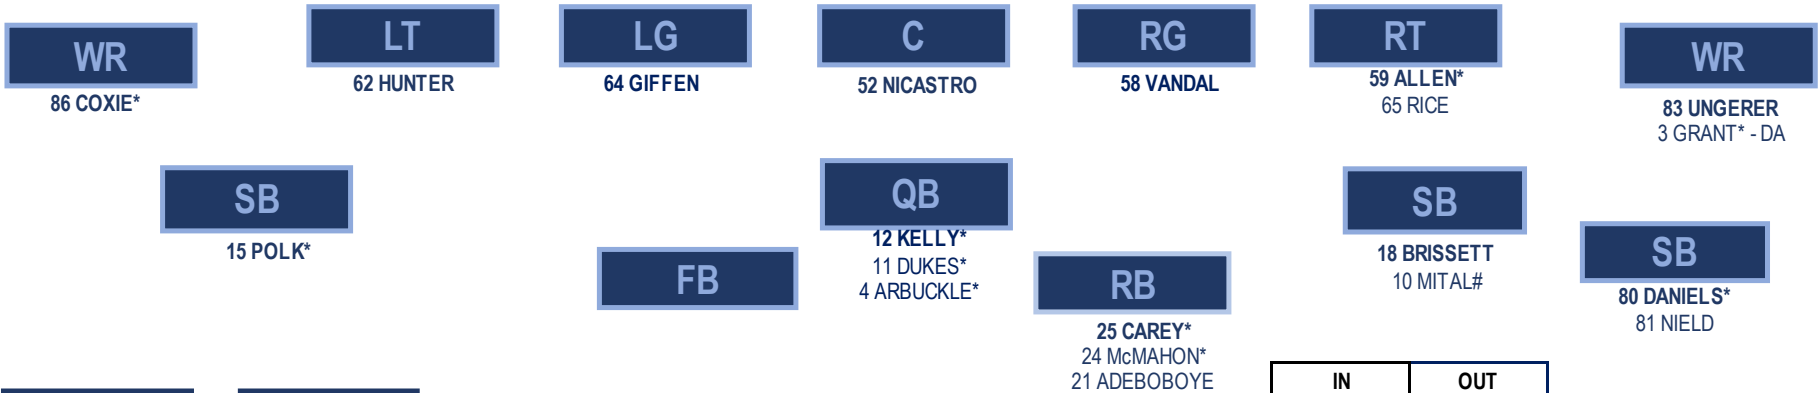 WR
86 COXIE*
LT
62 HUNTER
LG
64 GIFFEN
C
52 NICASTRO
RG
58 VANDAL
RT
59 ALLEN*
65 RICE
WR
83 UNGERER
3 GRANT* - DA
SB
15 POLK*
QB
12 KELLY*
11 DUKES*
4 ARBUCKLE*
SB
18 BRISSETT
10 MITAL#
FB
RB
25 CAREY*
24 McMAHON*
21 ADEBOBOYE
SB
80 DANIELS*
81 NIELD
IN OUT